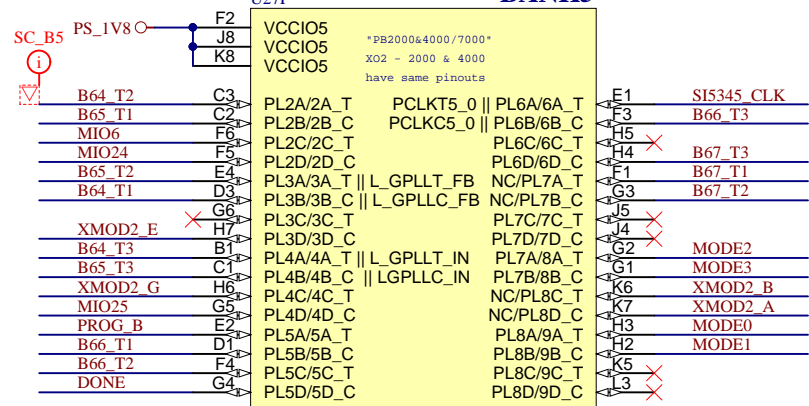 SC_B5
i
PS_1V8
F2
J8
K8
VCCIO5
VCCIO5
VCCIO5
"PB2000&4000/7000"
XO2 - 2000 & 4000
have same pinouts
B64_T2 C3 PL2A/2A_T PCLKT5_0 || PL6A/6A_T E1 SI5345_CLK
B65_T1 C2 PL2B/2B_C PCLKC5_0 || PL6B/6B_C F3 B66_T3
MIO6 F6 PL2C/2C_T PL6C/6C_T H5
MIO24 F5 PL2D/2D_C PL6D/6D_C H4 B67_T3
B65_T2 E4 PL3A/3A_T || L_GPLLT_FB NC/PL7A_T F1 B67_T1
B64_T1 D3 PL3B/3B_C || L_GPLLC_FB NC/PL7B_C G3 B67_T2
G6 PL3C/3C_T PL7C/7C_T J5
XMOD2_E H7 PL3D/3D_C PL7D/7D_C J4
B64_T3 B1 PL4A/4A_T || L_GPLLT_IN PL7A/8A_T G2 MODE2
B65_T3 C1 PL4B/4B_C || LGPLLC_IN PL7B/8B_C G1 MODE3
XMOD2_G H6 PL4C/4C_T NC/PL8C_T K6 XMOD2_B
MIO25 G5 PL4D/4D_C NC/PL8D_C K7 XMOD2_A
PROG_B E2 PL5A/5A_T PL8A/9A_T H3 MODE0
B66_T1 D1 PL5B/5B_C PL8B/9B_C H2 MODE1
B66_T2 F4 PL5C/5C_T PL8C/9C_T K5
DONE G4 PL5D/5D_C PL8D/9D_C L3